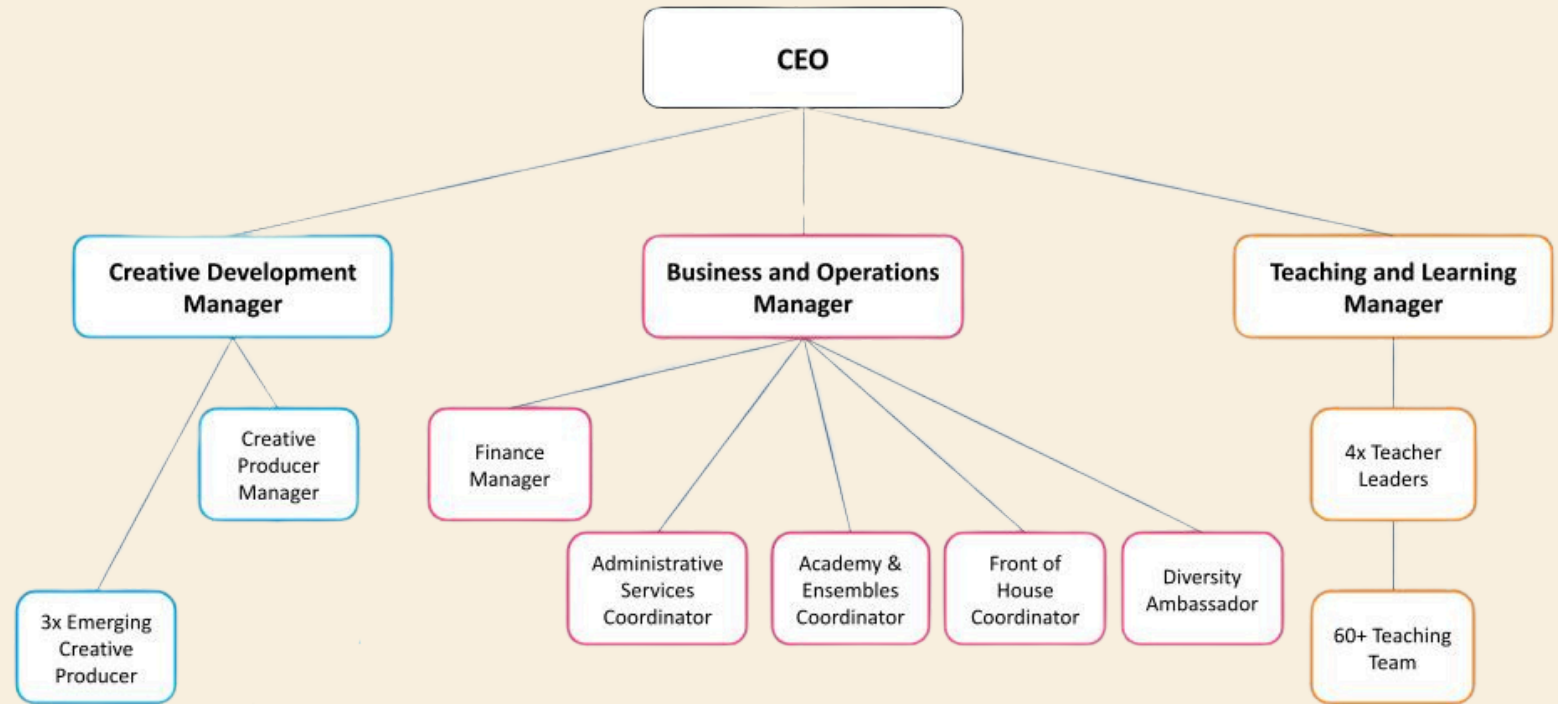 CEO
Creative Development
Manager
Business and Operations
Manager
Teaching and Learning
Manager
Creative
Producer
Manager
Finance
Manager
4x Teacher
Leaders
Administrative
Services
Coordinator
Academy &
Ensembles
Coordinator
Front of
House
Coordinator
Diversity
Ambassador
3x Emerging
Creative
Producer
60+ Teaching
Team